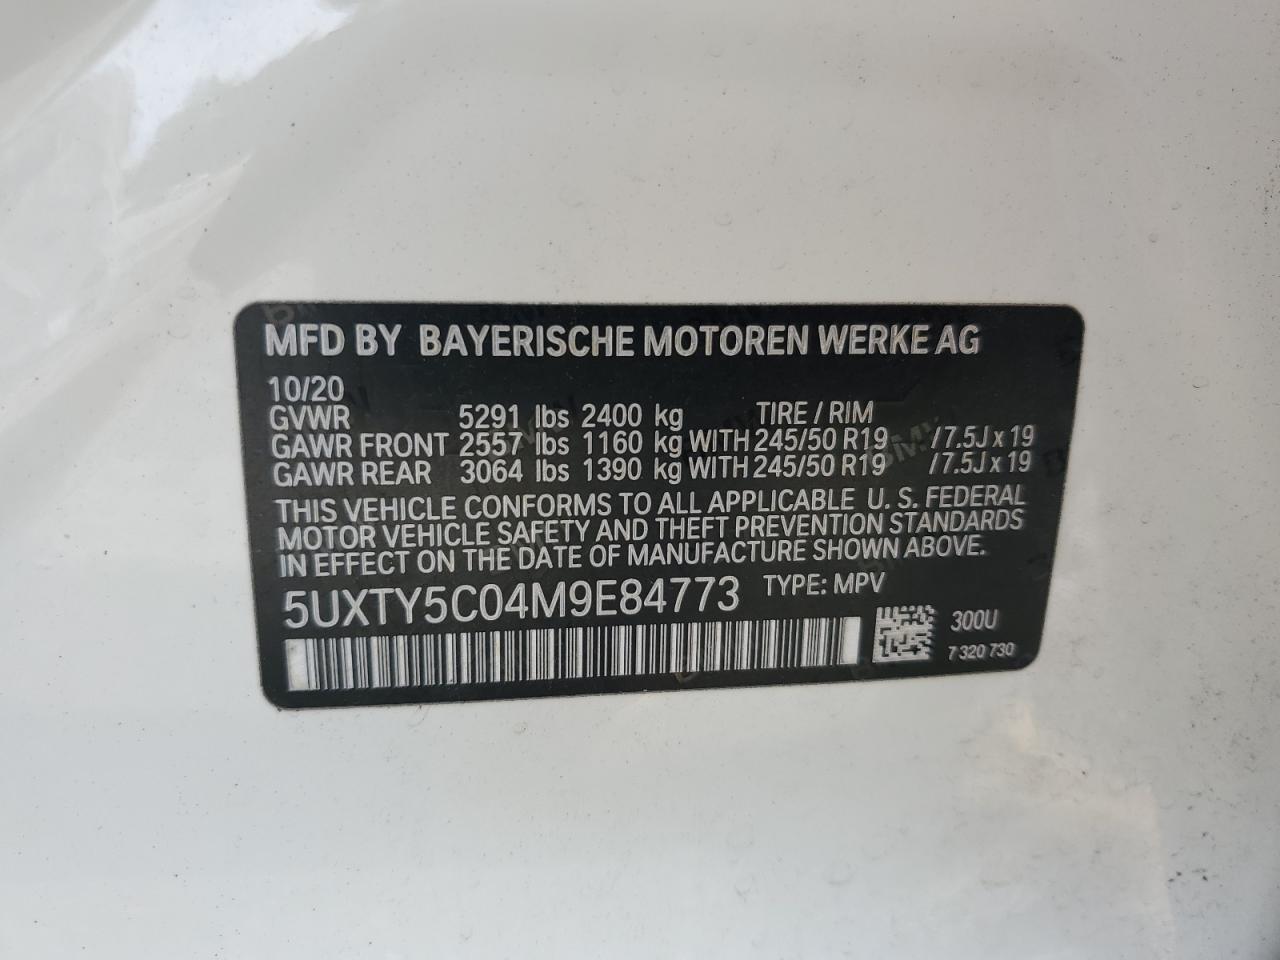 MFD BY BAYERISCHE MOTOREN WERKE AG
10/20
GVWR 5291 lbs 2400 kg TIRE / RIM
GAWR FRONT 2557 lbs 1160 kg WITH 245/50 R19 /7.5J x 19
GAWR REAR 3064 lbs 1390 kg WITH 245/50 R19 /7.5J x 19
THIS VEHICLE CONFORMS TO ALL APPLICABLE U. S. FEDERAL
MOTOR VEHICLE SAFETY AND THEFT PREVENTION STANDARDS
IN EFFECT ON THE DATE OF MANUFACTURE SHOWN ABOVE.
5UXTY5C04M9E84773 TYPE: MPV
300U
7 320 730